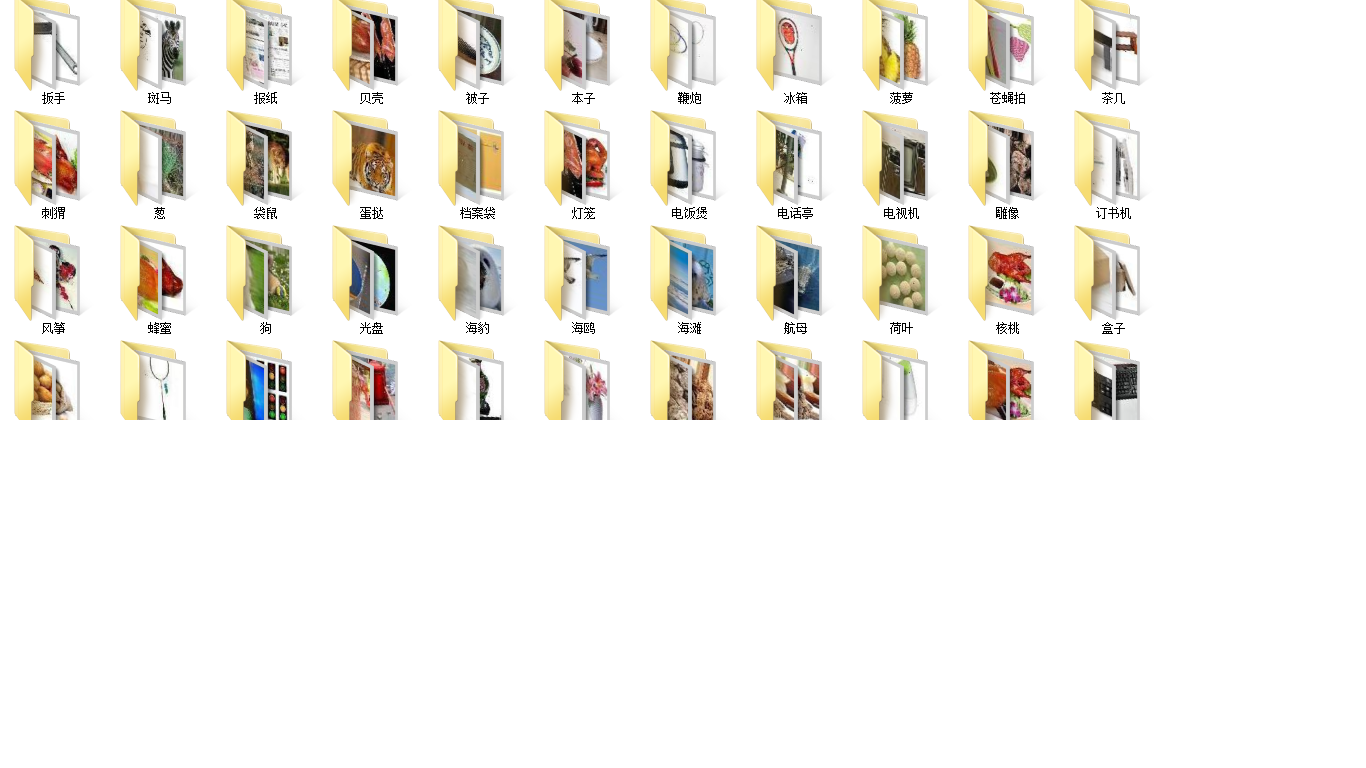 扳手 斑马 报纸 贝壳 被子 本子 鞭炮 冰箱 菠萝 苍蝇拍 茶几
刺猬 葱 袋鼠 蛋挞 档案袋 灯笼 电饭煲 电话亭 电视机 雕像 订书机
风筝 蜂蜜 狗 光盘 海豹 海鸥 海滩 航母 荷叶 核桃 盒子